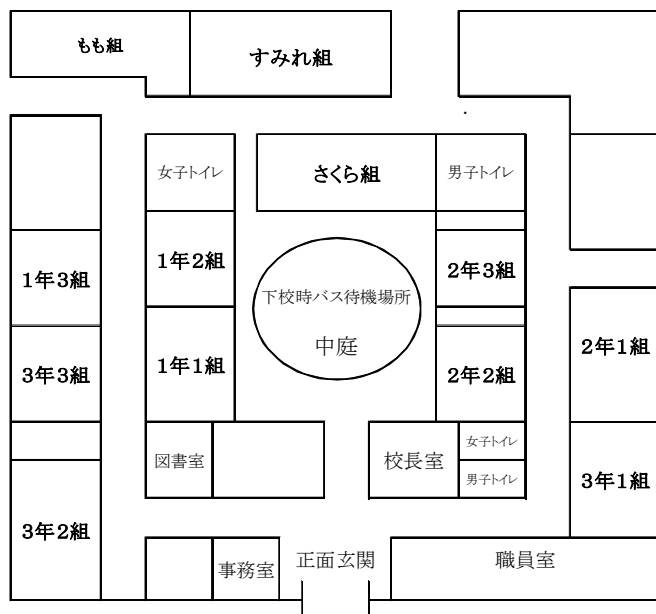 もも組
すみれ組
女子トイレ
さくら組
男子トイレ
1年3組
1年2組
2年3組
下校時バス待機場所
中庭
3年3組
1年1組
2年2組
2年1組
図書室
校長室
女子トイレ
男子トイレ
3年1組
3年2組
事務室
正面玄関
職員室